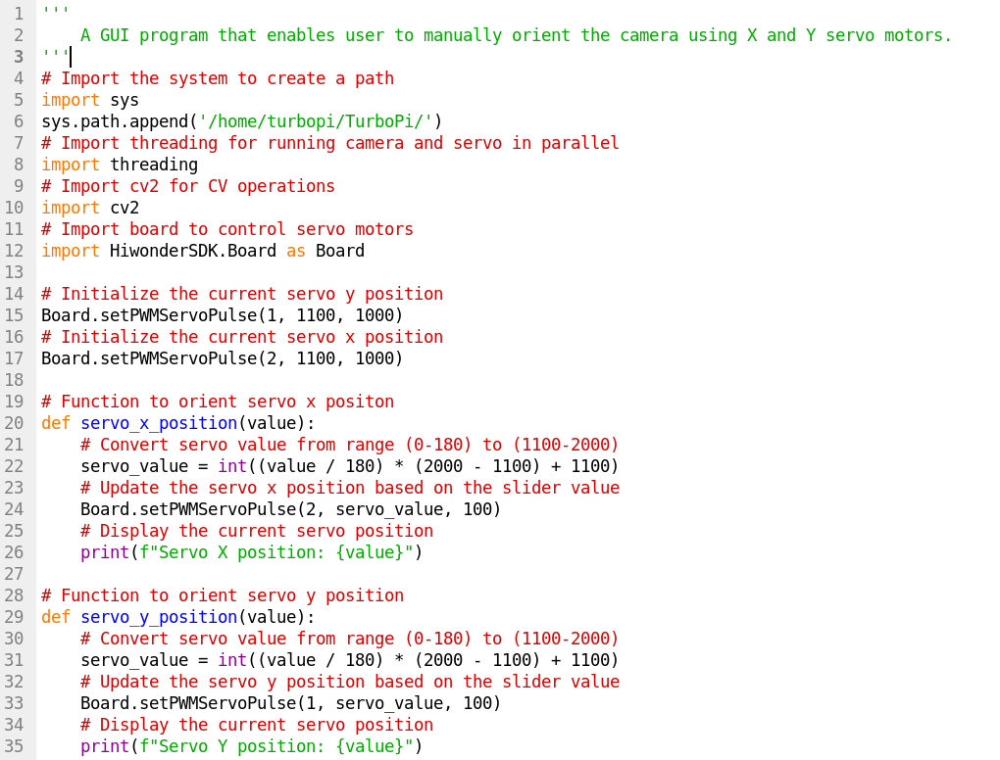 1 '''
2     A GUI program that enables user to manually orient the camera using X and Y servo motors.
3 '''
4 # Import the system to create a path
5 import sys
6 sys.path.append('/home/turbopi/TurboPi/')
7 # Import threading for running camera and servo in parallel
8 import threading
9 # Import cv2 for CV operations
10 import cv2
11 # Import board to control servo motors
12 import HiwonderSDK.Board as Board
13
14 # Initialize the current servo y position
15 Board.setPWMServoPulse(1, 1100, 1000)
16 # Initialize the current servo x position
17 Board.setPWMServoPulse(2, 1100, 1000)
18
19 # Function to orient servo x positon
20 def servo_x_position(value):
21     # Convert servo value from range (0-180) to (1100-2000)
22     servo_value = int((value / 180) * (2000 - 1100) + 1100)
23     # Update the servo x position based on the slider value
24     Board.setPWMServoPulse(2, servo_value, 100)
25     # Display the current servo position
26     print(f"Servo X position: {value}")
27
28 # Function to orient servo y position
29 def servo_y_position(value):
30     # Convert servo value from range (0-180) to (1100-2000)
31     servo_value = int((value / 180) * (2000 - 1100) + 1100)
32     # Update the servo y position based on the slider value
33     Board.setPWMServoPulse(1, servo_value, 100)
34     # Display the current servo position
35     print(f"Servo Y position: {value}")